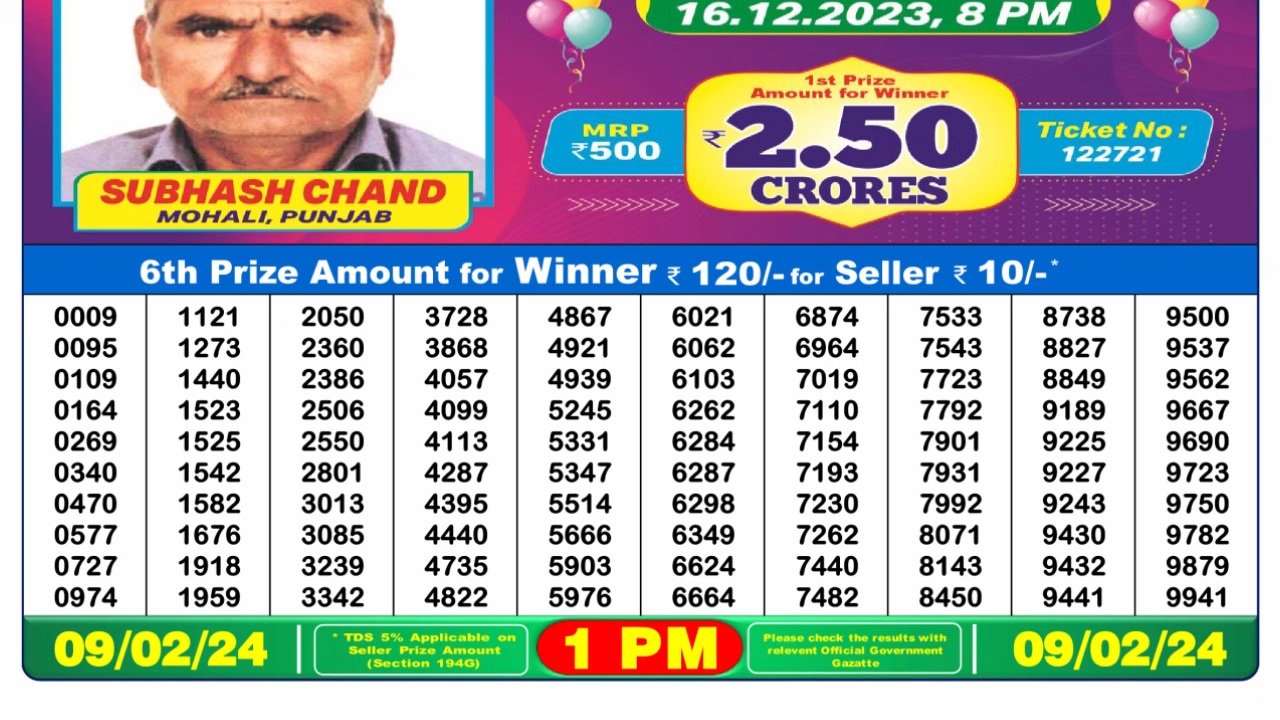 16.12.2023, 8 PM
1st Prize
Amount for Winner
₹2.50
CRORES
MRP
₹500
Ticket No :
122721
SUBHASH CHAND
MOHALI, PUNJAB
6th Prize Amount for Winner ₹ 120/- for Seller ₹ 10/-*
0009 1121 2050 3728 4867 6021 6874 7533 8738 9500
0095 1273 2360 3868 4921 6062 6964 7543 8827 9537
0109 1440 2386 4057 4939 6103 7019 7723 8849 9562
0164 1523 2506 4099 5245 6262 7110 7792 9189 9667
0269 1525 2550 4113 5331 6284 7154 7901 9225 9690
0340 1542 2801 4287 5347 6287 7193 7931 9227 9723
0470 1582 3013 4395 5514 6298 7230 7992 9243 9750
0577 1676 3085 4440 5666 6349 7262 8071 9430 9782
0727 1918 3239 4735 5903 6624 7440 8143 9432 9879
0974 1959 3342 4822 5976 6664 7482 8450 9441 9941
09/02/24
* TDS 5% Applicable on
Seller Prize Amount
(Section 194G)
1 PM
Please check the results with
relevent Official Government
Gazatte
09/02/24